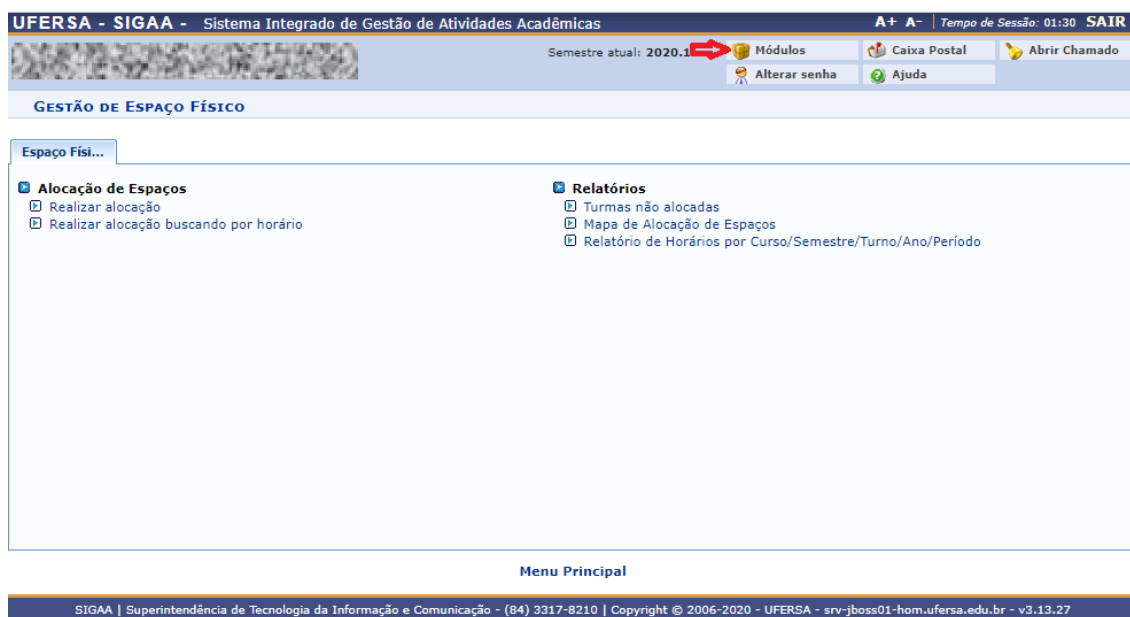 UFERSA - SIGAA - Sistema Integrado de Gestão de Atividades Acadêmicas A+ A- | Tempo de Sessão: 01:30 SAIR
Semestre atual: 2020.1 Módulos Caixa Postal Abrir Chamado
Alterar senha Ajuda
GESTÃO DE ESPAÇO FÍSICO
Espaço Físi...
Alocação de Espaços
Realizar alocação
Realizar alocação buscando por horário
Relatórios
Turmas não alocadas
Mapa de Alocação de Espaços
Relatório de Horários por Curso/Semestre/Turno/Ano/Período
Menu Principal
SIGAA | Superintendência de Tecnologia da Informação e Comunicação - (84) 3317-8210 | Copyright © 2006-2020 - UFERSA - srv-jboss01-hom.ufersa.edu.br - v3.13.27